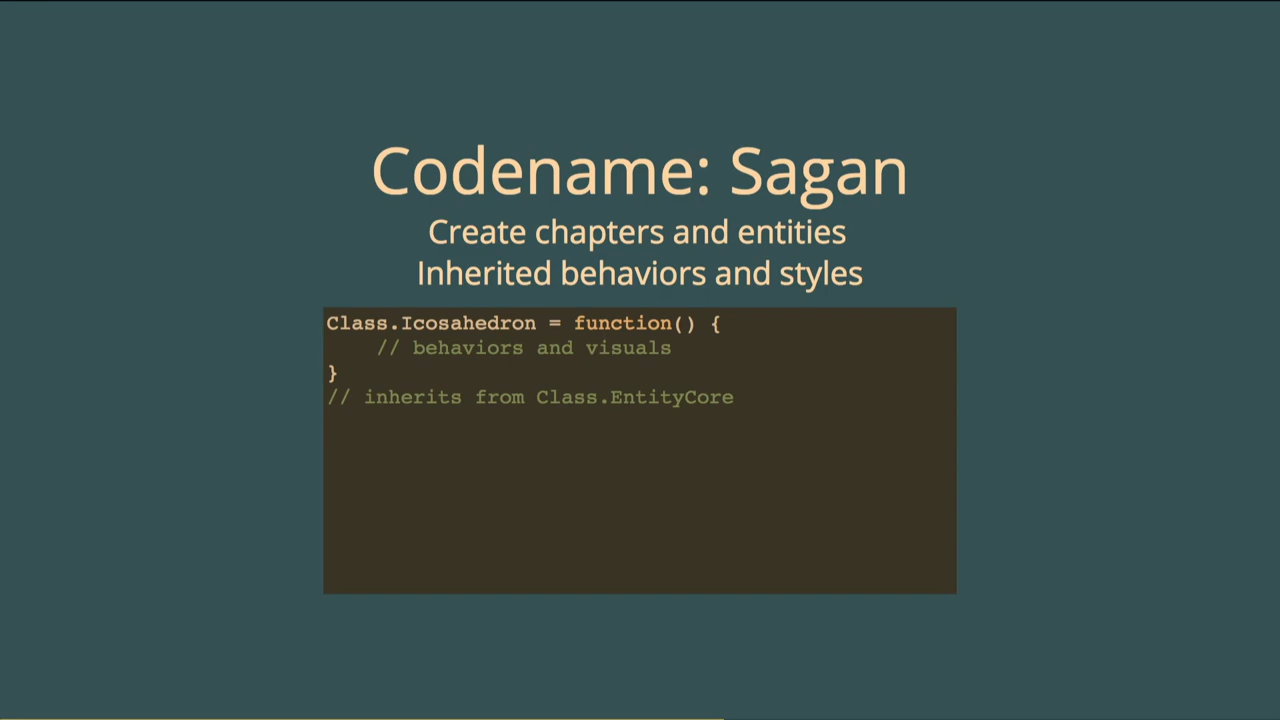 Codename: Sagan
Create chapters and entities
Inherited behaviors and styles
Class.Icosahedron = function() {
    // behaviors and visuals
}
// inherits from Class.EntityCore